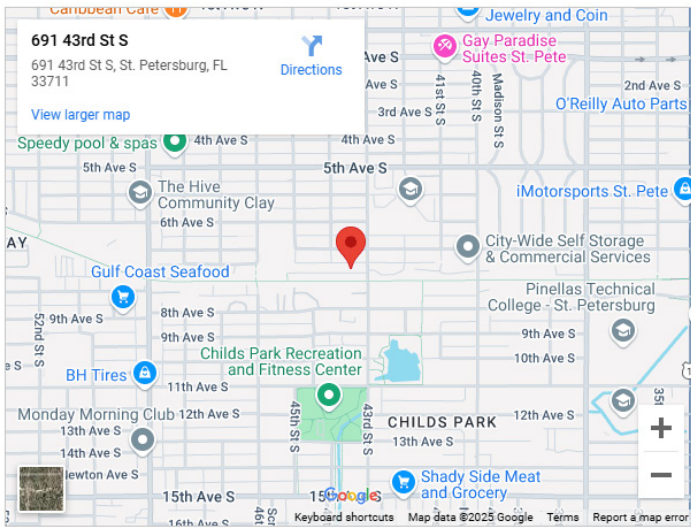 Caribbean Cafe
Jewelry and Coin
691 43rd St S
691 43rd St S, St. Petersburg, FL
33711
Directions
View larger map
Gay Paradise
Suites St. Pete
Ave S
41st St S
40th St S
Madison St S
2nd Ave S
3rd Ave S
O'Reilly Auto Parts
Speedy pool & spas
4th Ave S
4th Ave S
5th Ave S
5th Ave S
The Hive
Community Clay
iMotorsports St. Pete
6th Ave S
AY
City-Wide Self Storage
& Commercial Services
Gulf Coast Seafood
Pinellas Technical
College - St. Petersburg
52nd St S
9th Ave S
8th Ave S
9th Ave S
9th Ave S
10th Ave S
Childs Park Recreation
and Fitness Center
BH Tires
11th Ave S
35th
Monday Morning Club
12th Ave S
45th St S
43rd St S
CHILDS PARK
12th Ave S
13th Ave S
13th Ave S
14th Ave S
Newton Ave S
Shady Side Meat
and Grocery
15th Ave S
Google
46th
16th Ave S
Keyboard shortcuts
Map data ©2025 Google
Terms
Report a map error